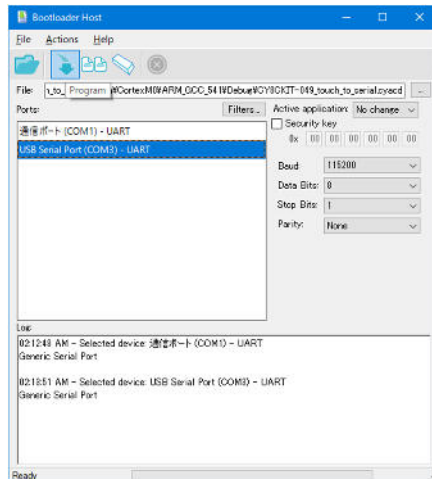 Bootloader Host
File Actions Help
Program
File: n_to_ ¥CortexM0¥ARM_GCC_541¥Debug¥CY8CKIT-049_touch_to_serial.cyacd ...
Ports: Filters... Active application: No change
Security key
0x 00 00 00 00 00 00
通信ポート (COM1) - UART
USB Serial Port (COM3) - UART
Baud: 115200
Data Bits: 8
Stop Bits: 1
Parity: None
Log:
02:12:48 AM - Selected device: 通信ポート (COM1) - UART
Generic Serial Port
02:18:51 AM - Selected device: USB Serial Port (COM3) - UART
Generic Serial Port
Ready